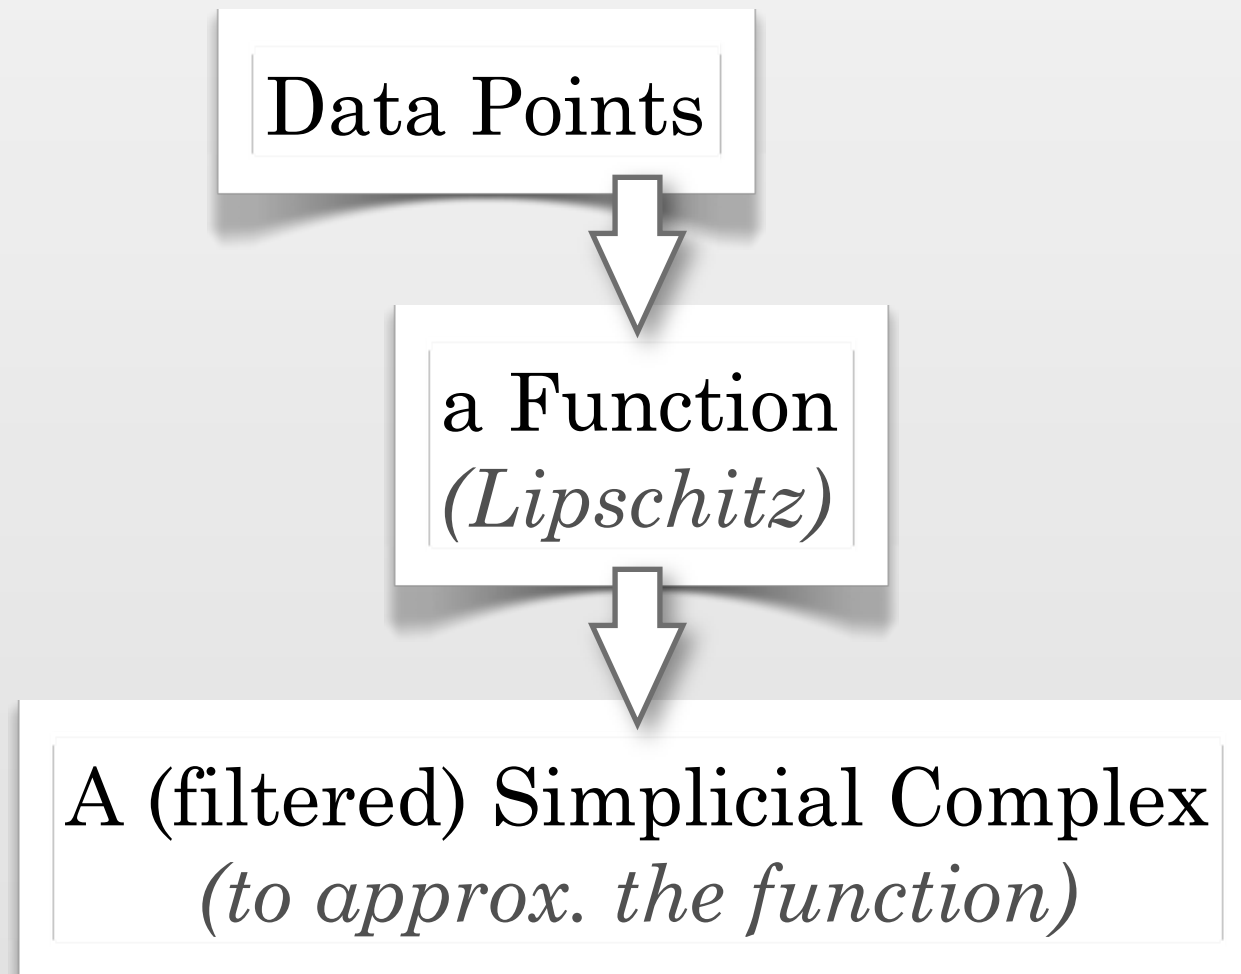 Data Points
a Function
(Lipschitz)
A (filtered) Simplicial Complex
(to approx. the function)